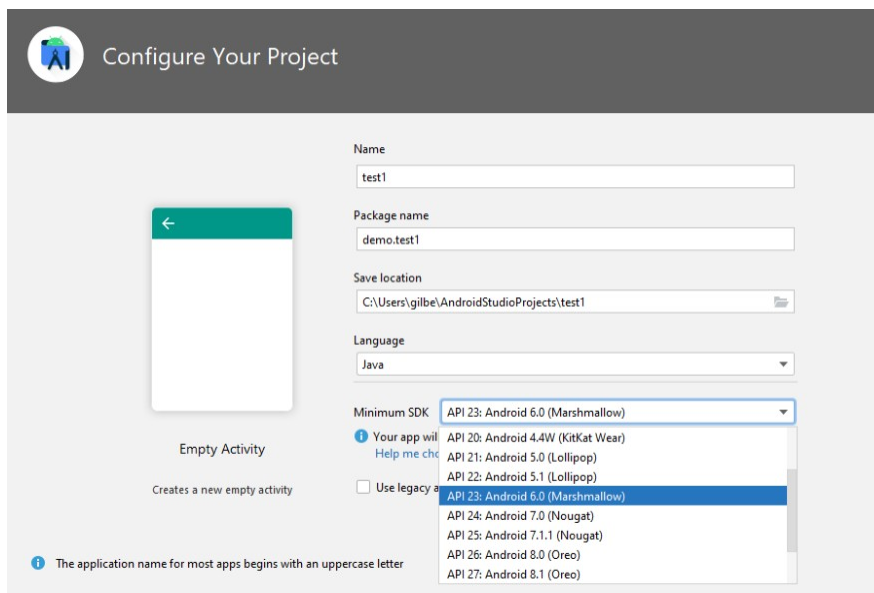 Configure Your Project
Name
test1
Package name
demo.test1
Save location
C:\Users\gilbe\AndroidStudioProjects\test1
Language
Java
Minimum SDK API 23: Android 6.0 (Marshmallow)
Your app wil
Help me cho
Use legacy a
API 20: Android 4.4W (KitKat Wear)
API 21: Android 5.0 (Lollipop)
API 22: Android 5.1 (Lollipop)
API 23: Android 6.0 (Marshmallow)
API 24: Android 7.0 (Nougat)
API 25: Android 7.1.1 (Nougat)
API 26: Android 8.0 (Oreo)
API 27: Android 8.1 (Oreo)
Empty Activity
Creates a new empty activity
The application name for most apps begins with an uppercase letter